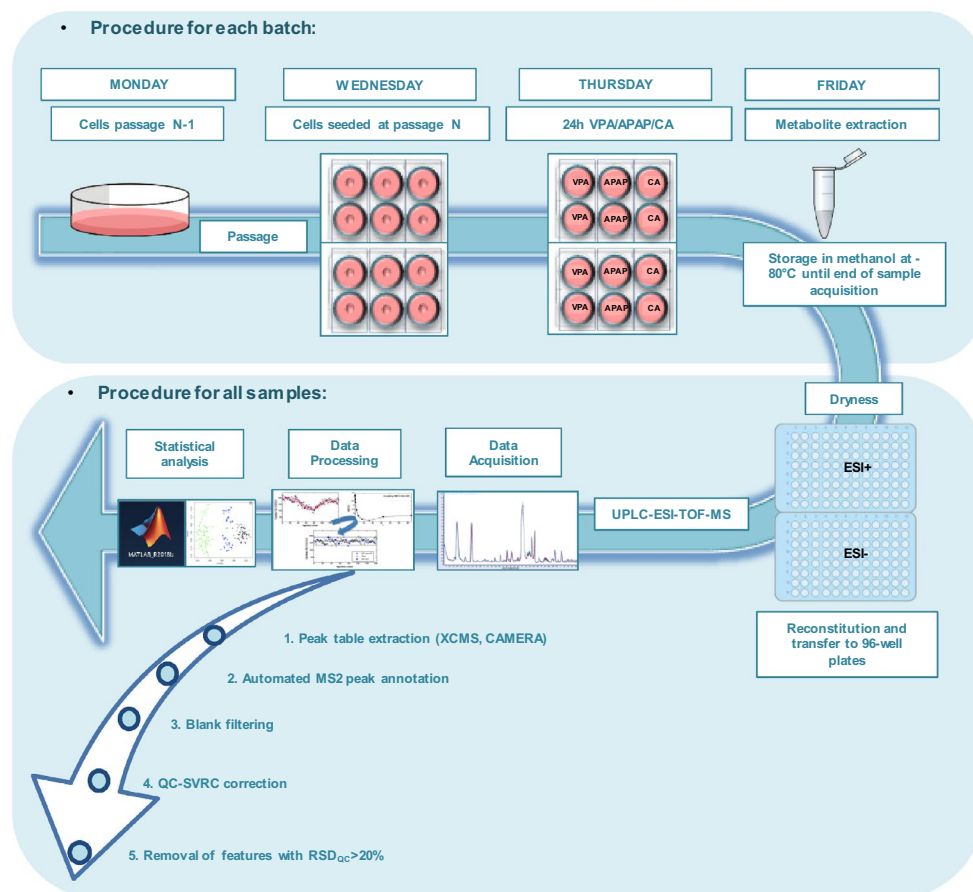 • Procedure for each batch:
MONDAY
WEDNESDAY
THURSDAY
FRIDAY
Cells passage N-1
Cells seeded at passage N
24h VPA/APAP/CA
Metabolite extraction
VPA APAP CA
VPA APAP CA
Passage
VPA APAP CA
VPA APAP CA
Storage in methanol at -
80°C until end of sample
acquisition
• Procedure for all samples:
Dryness
Statistical
analysis
Data
Processing
Data
Acquisition
ESI+
UPLC-ESI-TOF-MS
MATLAB_R2015b
ESI-
Reconstitution and
transfer to 96-well
plates
1. Peak table extraction (XCMS, CAMERA)
2. Automated MS2 peak annotation
3. Blank filtering
4. QC-SVRC correction
5. Removal of features with RSDQC>20%